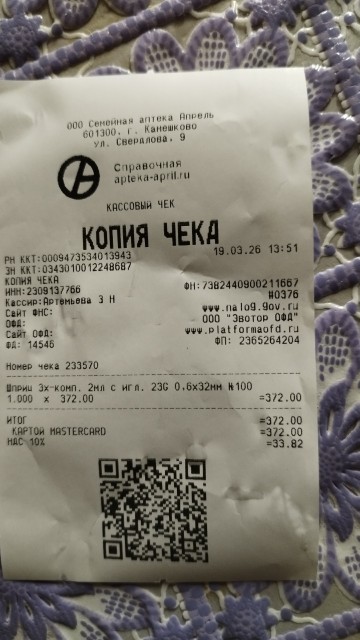 ООО Семейная аптека Апрель
601300, г. Камешково
ул. Свердлова, 9
Справочная
apteka-april.ru
КАССОВЫЙ ЧЕК
КОПИЯ ЧЕКА
РН ККТ:0009473534013943 19.03.26 13:51
ЗН ККТ:0343010012248687
КОПИЯ ЧЕКА ФН:7382440900211667
ИНН:2309137766 №0376
Кассир:Артемьева З Н www.nalog.gov.ru
Сайт ФНС: ООО "Эвотор ОФД"
ОФД: www.platformaofd.ru
Сайт ОФД: ФП: 2365264204
ФД: 14546
Номер чека 233570
Шприц 3х-комп. 2мл с игл. 23G 0.6х32мм №100
1.000 х 372.00 =372.00
ИТОГ =372.00
КАРТОЙ MASTERCARD =372.00
НДС 10% =33.82